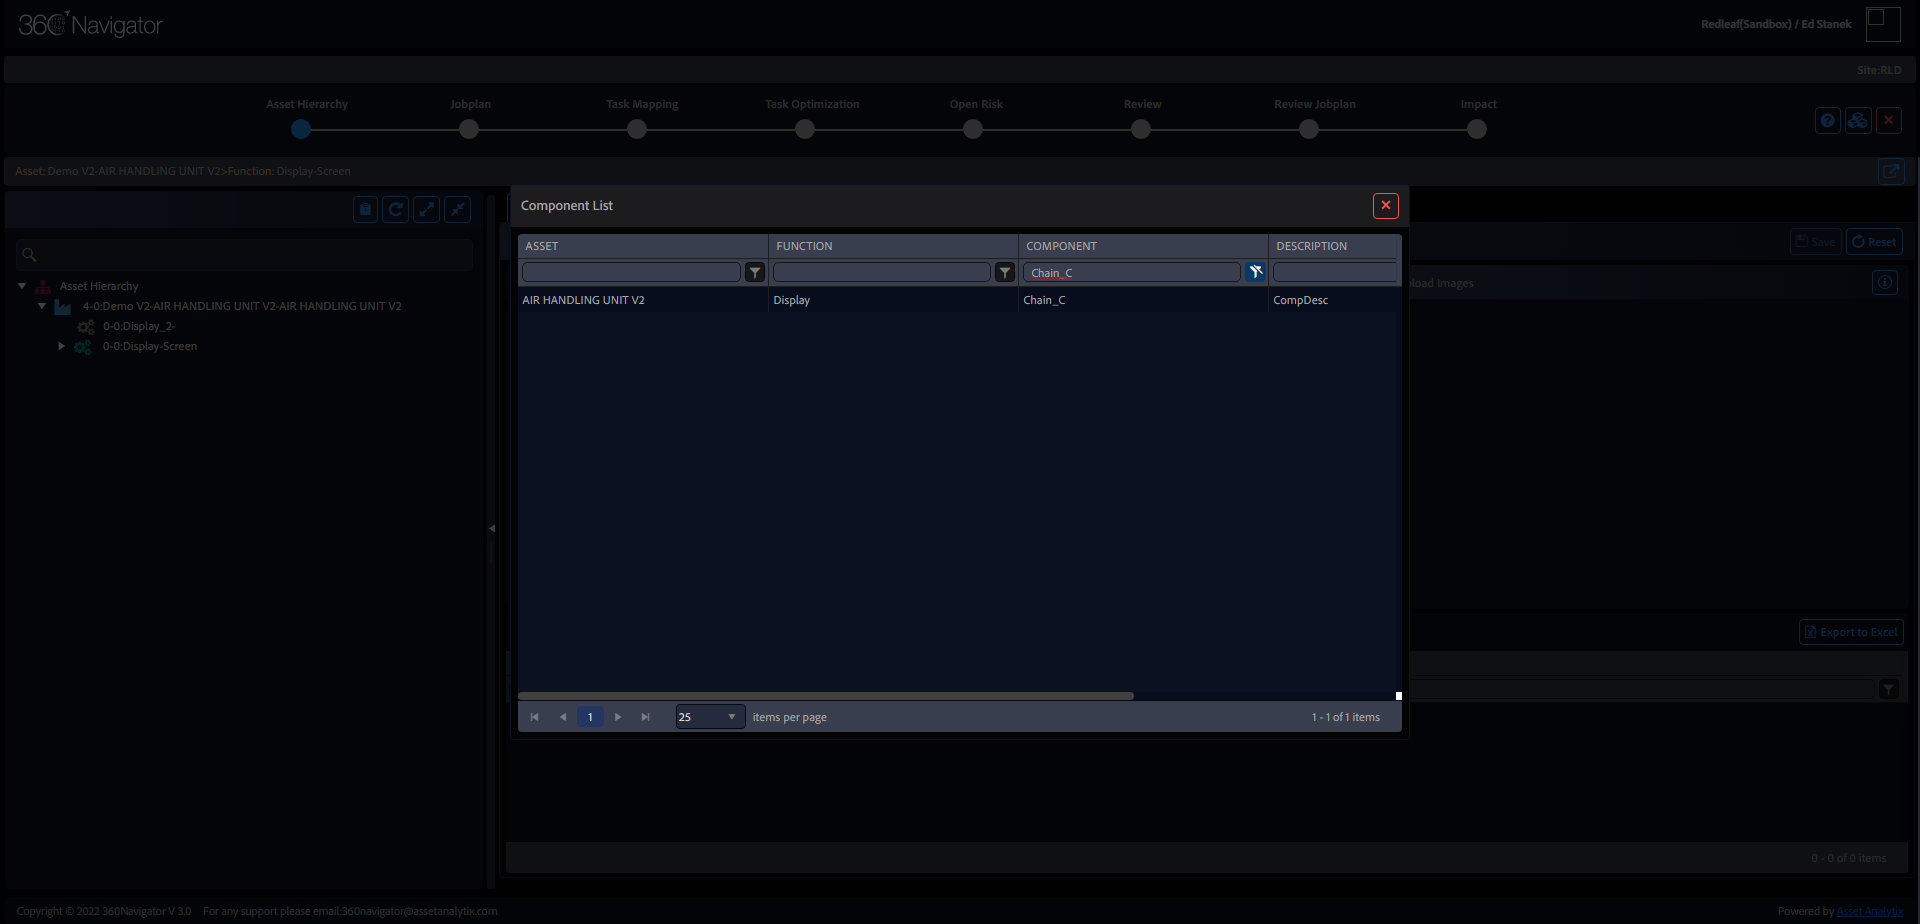 360 Navigator
Redleaf(Sandbox) / Ed Stanek
Site:RLD
Asset Hierarchy
Jobplan
Task Mapping
Task Optimization
Open Risk
Review
Review Jobplan
Impact
Asset: Demo V2-AIR HANDLING UNIT V2>Function: Display-Screen
Component List
ASSET FUNCTION COMPONENT DESCRIPTION
Chain_C
AIR HANDLING UNIT V2 Display Chain_C CompDesc
1
25
items per page
1 - 1 of 1 items
Asset Hierarchy
4-0:Demo V2-AIR HANDLING UNIT V2-AIR HANDLING UNIT V2
0-0:Display_2-
0-0:Display-Screen
Save
Reset
load Images
Export to Excel
0 - 0 of 0 items
Copyright © 2022 360Navigator V 3.0 For any support please email:360navigator@assetanalytix.com
Powered by Asset Analytix